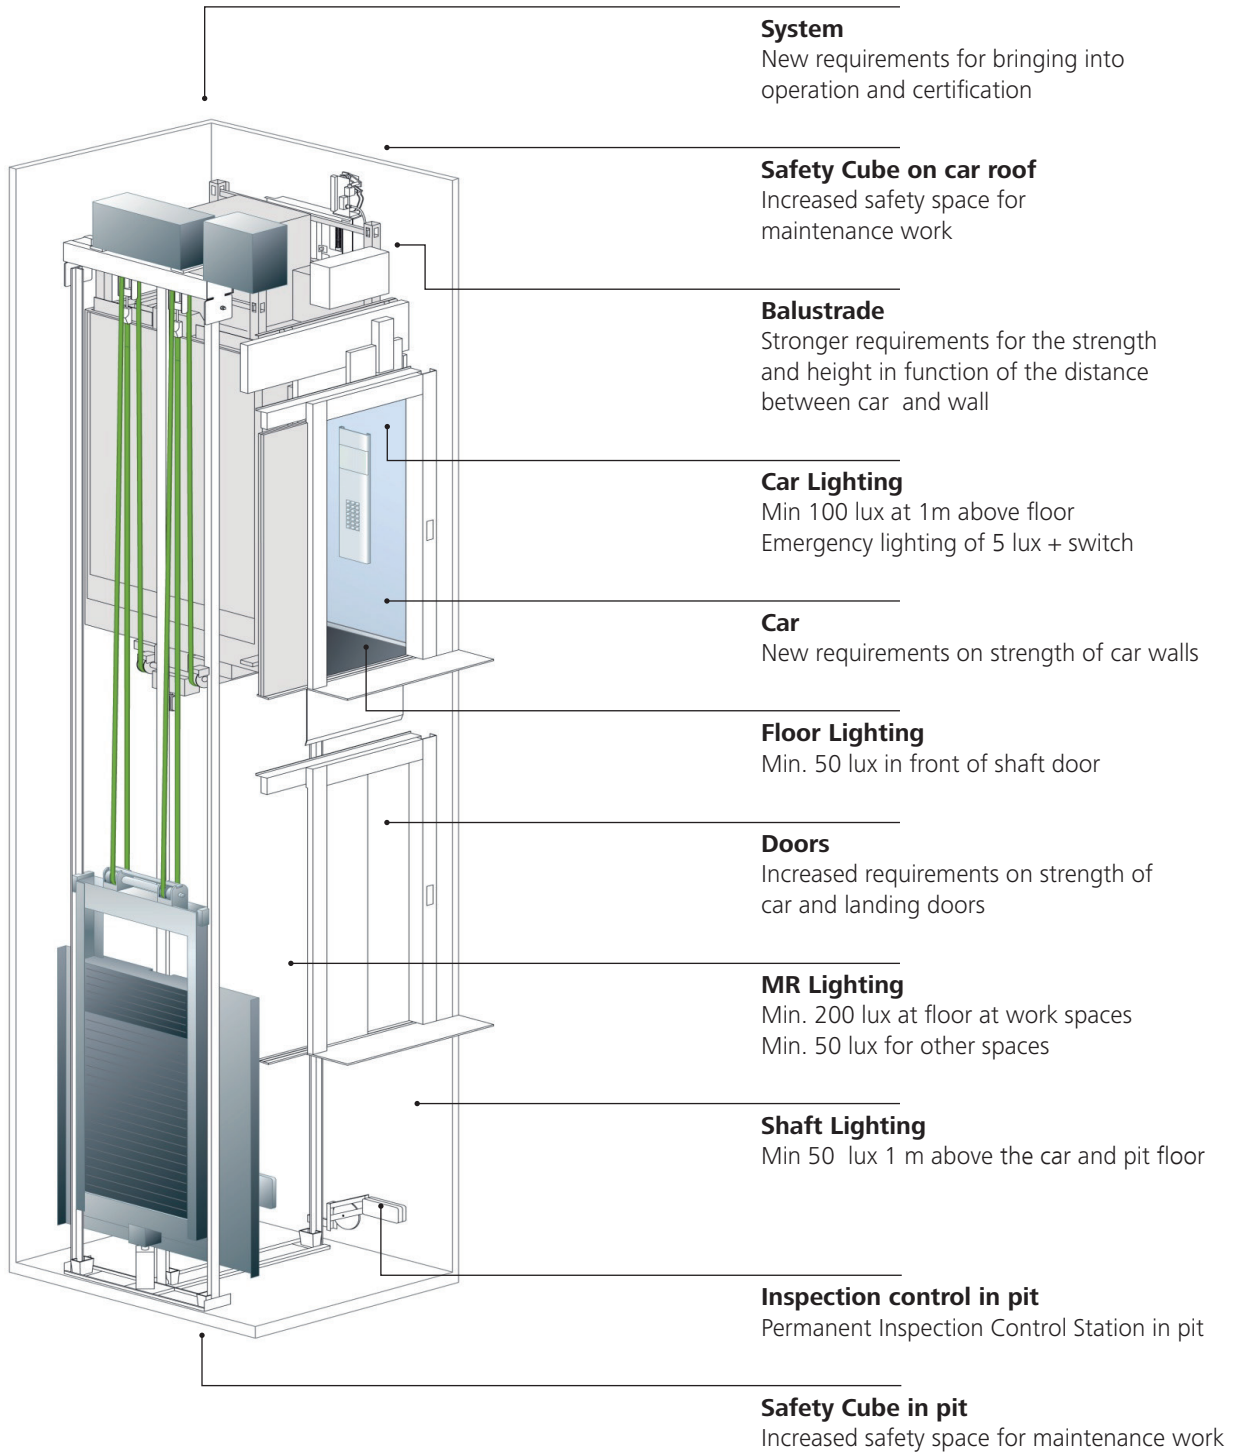 System
New requirements for bringing into
operation and certification
Safety Cube on car roof
Increased safety space for
maintenance work
Balustrade
Stronger requirements for the strength
and height in function of the distance
between car and wall
Car Lighting
Min 100 lux at 1m above floor
Emergency lighting of 5 lux + switch
Car
New requirements on strength of car walls
Floor Lighting
Min. 50 lux in front of shaft door
Doors
Increased requirements on strength of
car and landing doors
MR Lighting
Min. 200 lux at floor at work spaces
Min. 50 lux for other spaces
Shaft Lighting
Min 50 lux 1 m above the car and pit floor
Inspection control in pit
Permanent Inspection Control Station in pit
Safety Cube in pit
Increased safety space for maintenance work